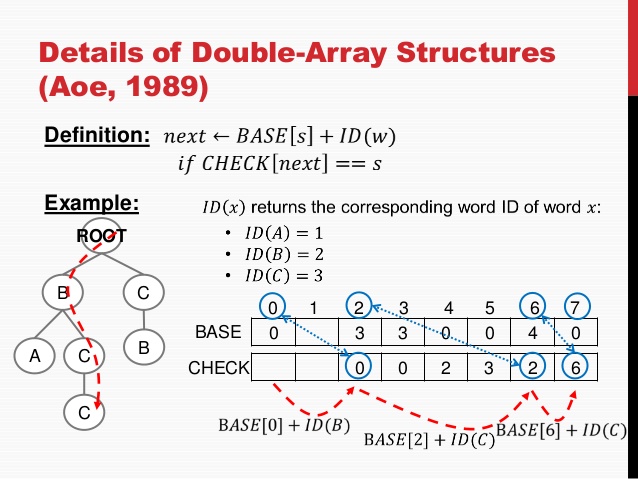 Details of Double-Array Structures
(Aoe, 1989)
Definition: next ← BASE[s] + ID(w)
if CHECK[next] == s
Example:
ID(x) returns the corresponding word ID of word x:
• ID(A) = 1
• ID(B) = 2
• ID(C) = 3
ROOT
B C
A C B
C
0 1 2 3 4 5 6 7
BASE 0 3 3 0 0 4 0
CHECK 0 0 2 3 2 6
BASE[0] + ID(B)
BASE[2] + ID(C)
BASE[6] + ID(C)